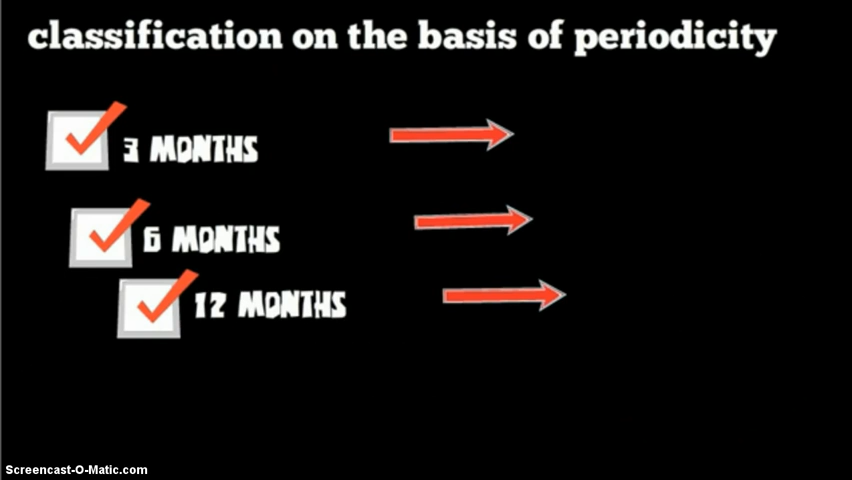 classification on the basis of periodicity
3 MONTHS
6 MONTHS
12 MONTHS
Screencast-O-Matic.com